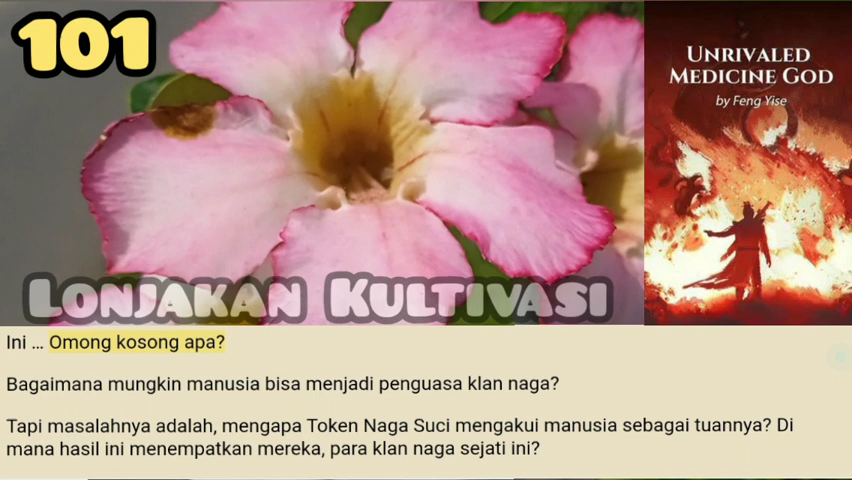 101
UNRIVALED
MEDICINE GOD
by Feng Yise
LONJAKAN KULTIVASI
Ini ... Omong kosong apa?
Bagaimana mungkin manusia bisa menjadi penguasa klan naga?
Tapi masalahnya adalah, mengapa Token Naga Suci mengakui manusia sebagai tuannya? Di
mana hasil ini menempatkan mereka, para klan naga sejati ini?